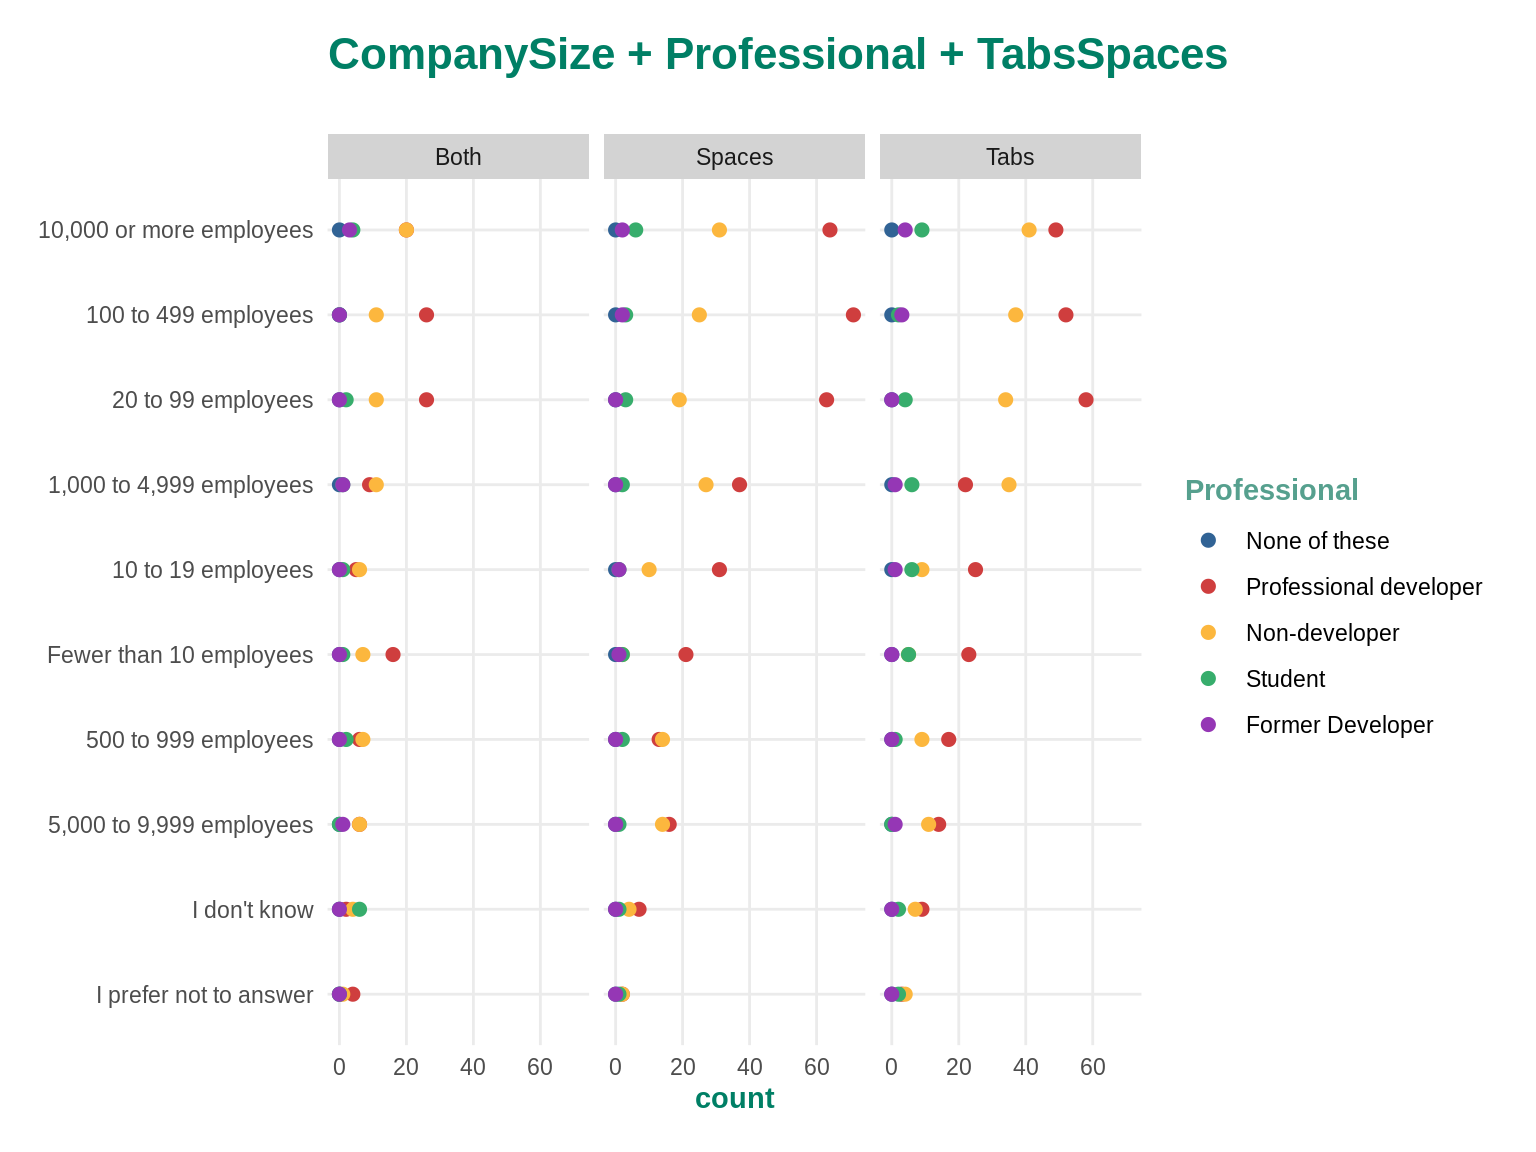 CompanySize + Professional + TabsSpaces
Both
Spaces
Tabs
10,000 or more employees
100 to 499 employees
20 to 99 employees
1,000 to 4,999 employees
10 to 19 employees
Fewer than 10 employees
500 to 999 employees
5,000 to 9,999 employees
I don't know
I prefer not to answer
0 20 40 60
0 20 40 60
0 20 40 60
count
Professional
None of these
Professional developer
Non-developer
Student
Former Developer